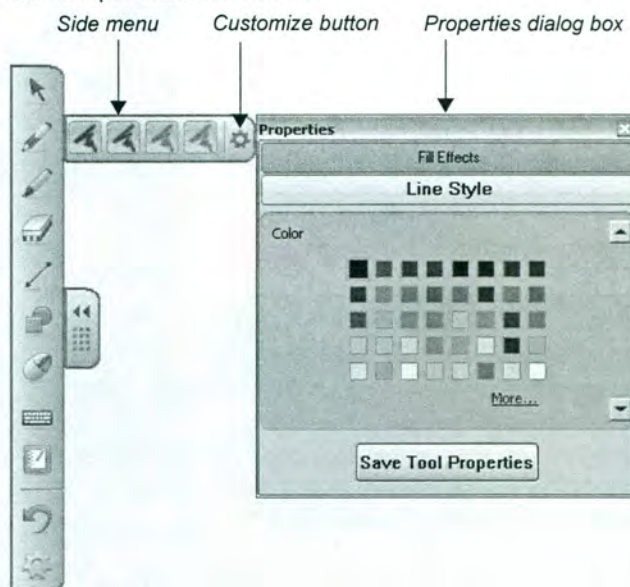 Side menu Customize button Properties dialog box
Properties
Fill Effects
Line Style
Color
More...
Save Tool Properties